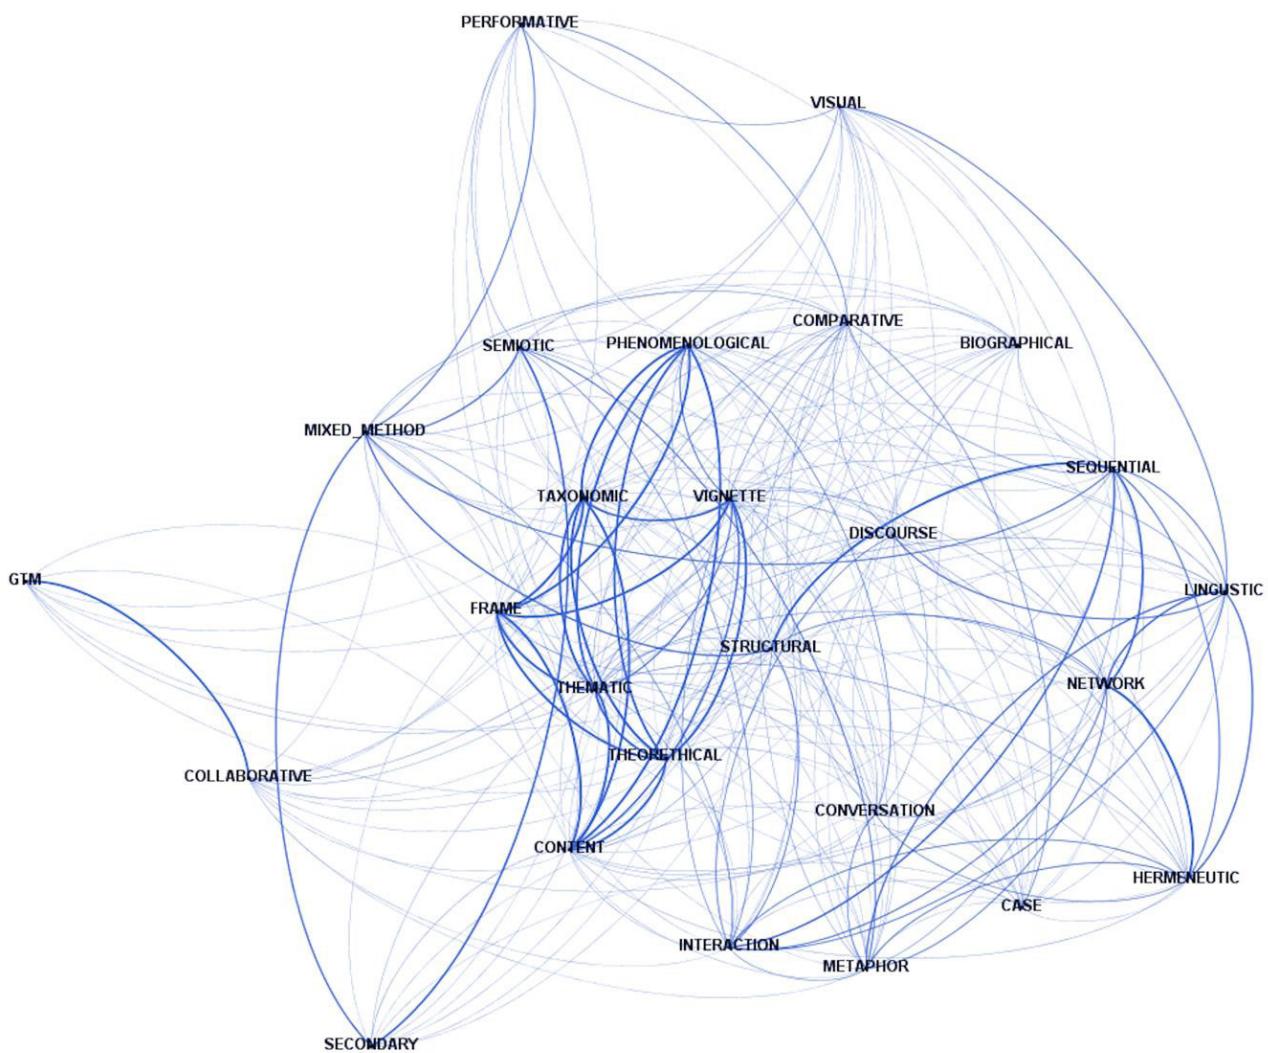 PERFORMATIVE
VISUAL
COMPARATIVE
SEMIOTIC
PHENOMENOLOGICAL
BIOGRAPHICAL
MIXED_METHOD
SEQUENTIAL
TAXONOMIC
VIGNETTE
DISCOURSE
GTM
LINGUSTIC
FRAME
STRUCTURAL
THEMATIC
NETWORK
THEORETHICAL
COLLABORATIVE
CONVERSATION
CONTENT
HERMENEUTIC
CASE
INTERACTION
METAPHOR
SECONDARY